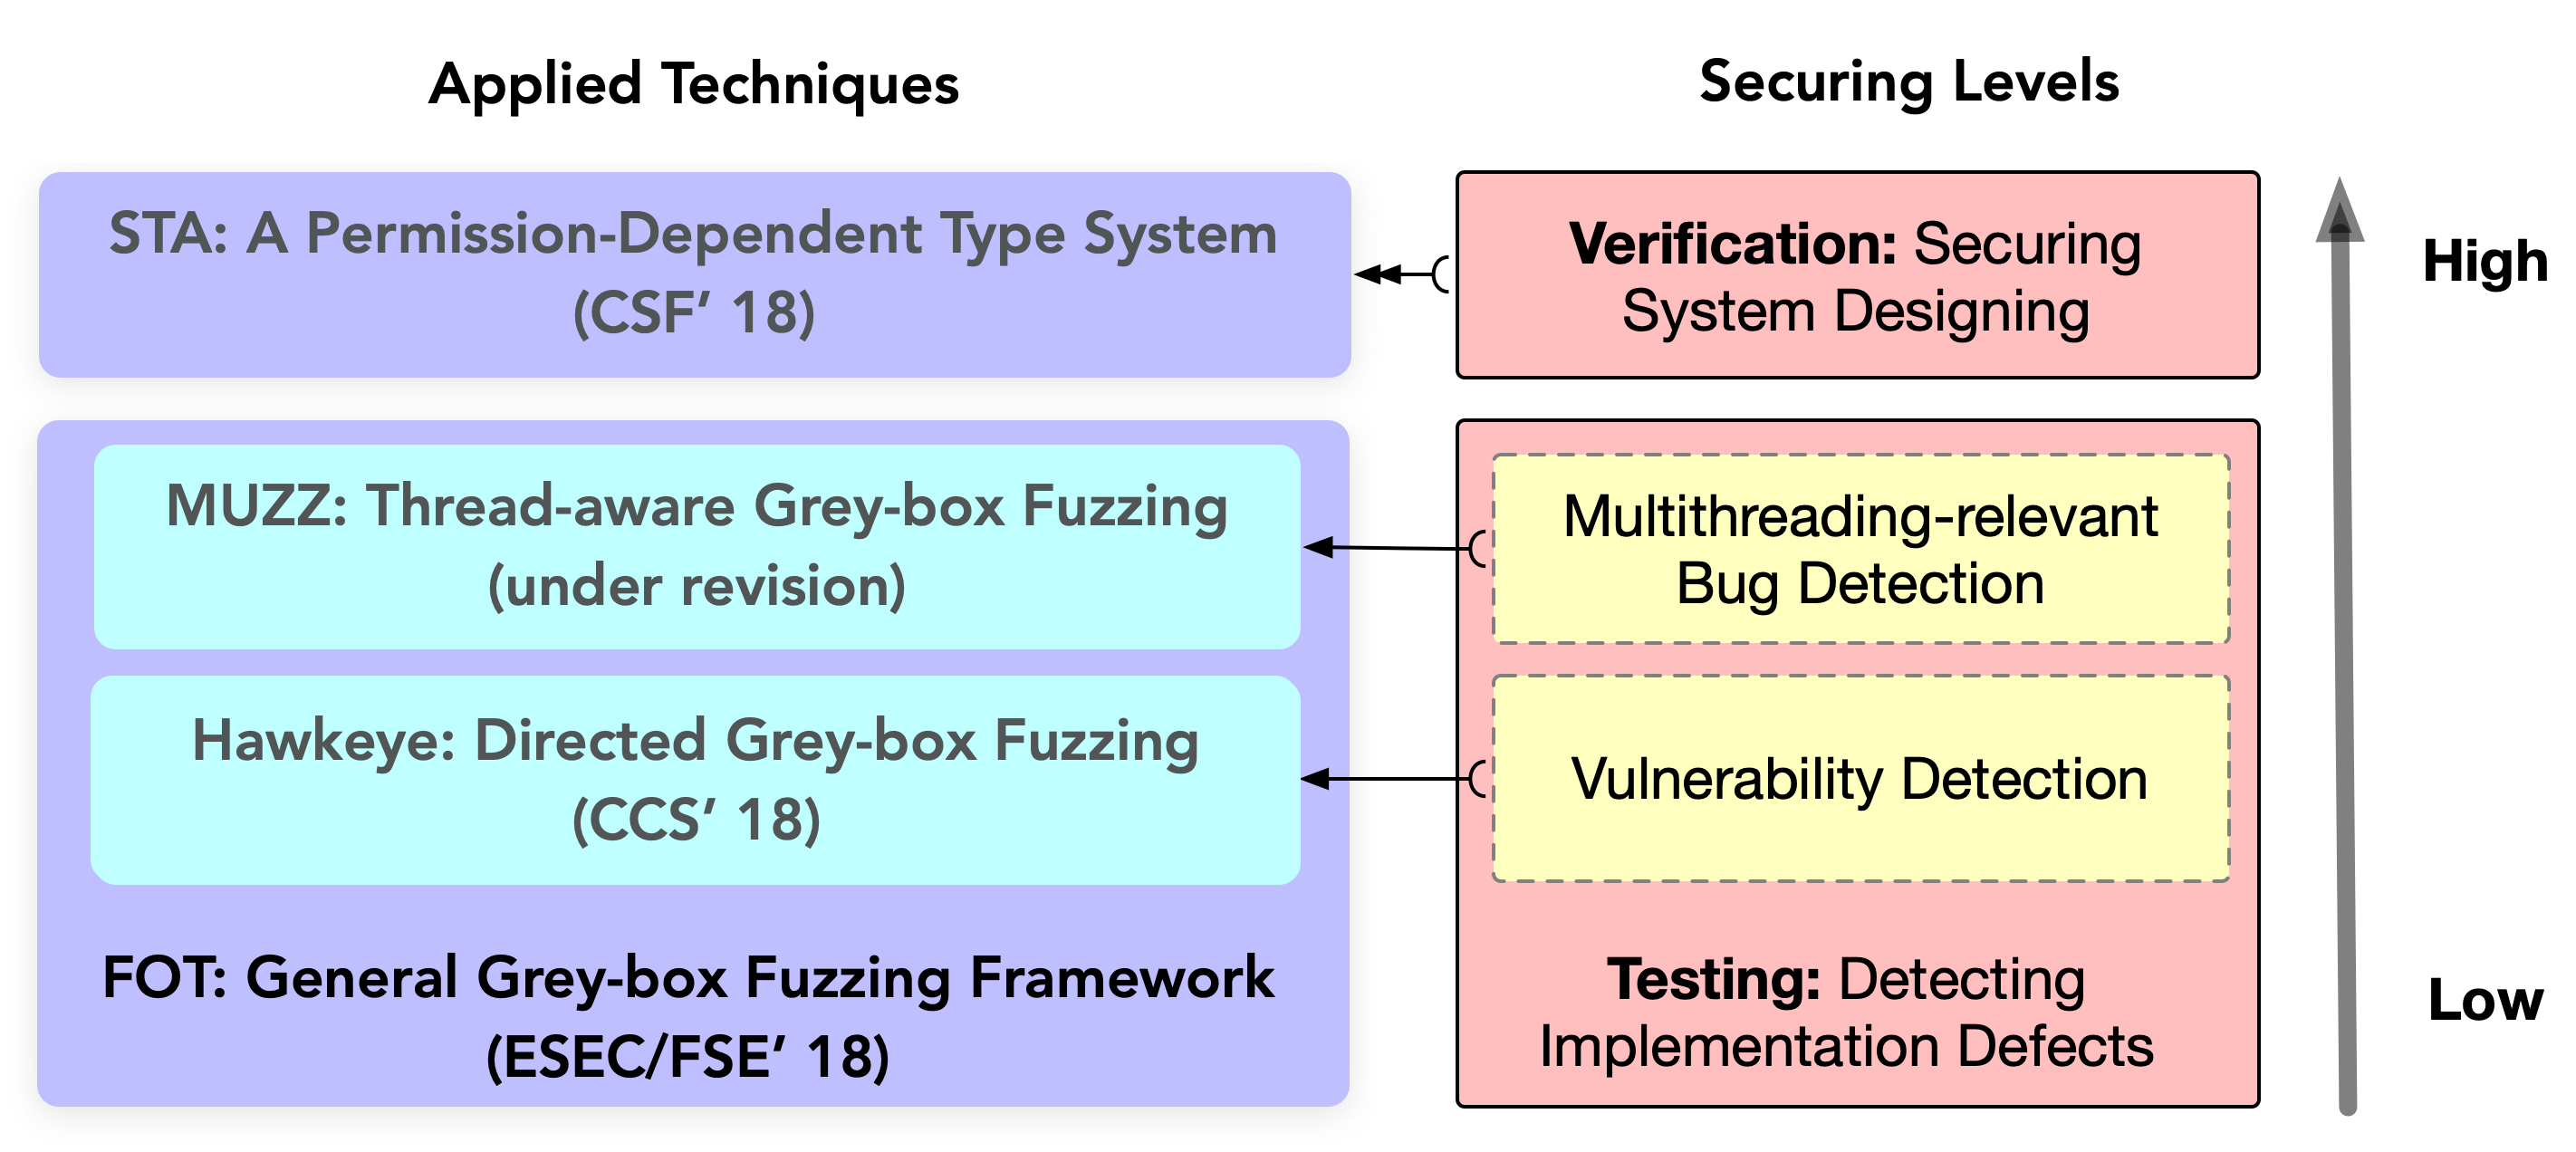 Applied Techniques
Securing Levels
STA: A Permission-Dependent Type System
(CSF’ 18)
Verification: Securing
System Designing
High
MUZZ: Thread-aware Grey-box Fuzzing
(under revision)
Multithreading-relevant
Bug Detection
Hawkeye: Directed Grey-box Fuzzing
(CCS’ 18)
Vulnerability Detection
FOT: General Grey-box Fuzzing Framework
(ESEC/FSE’ 18)
Testing: Detecting
Implementation Defects
Low